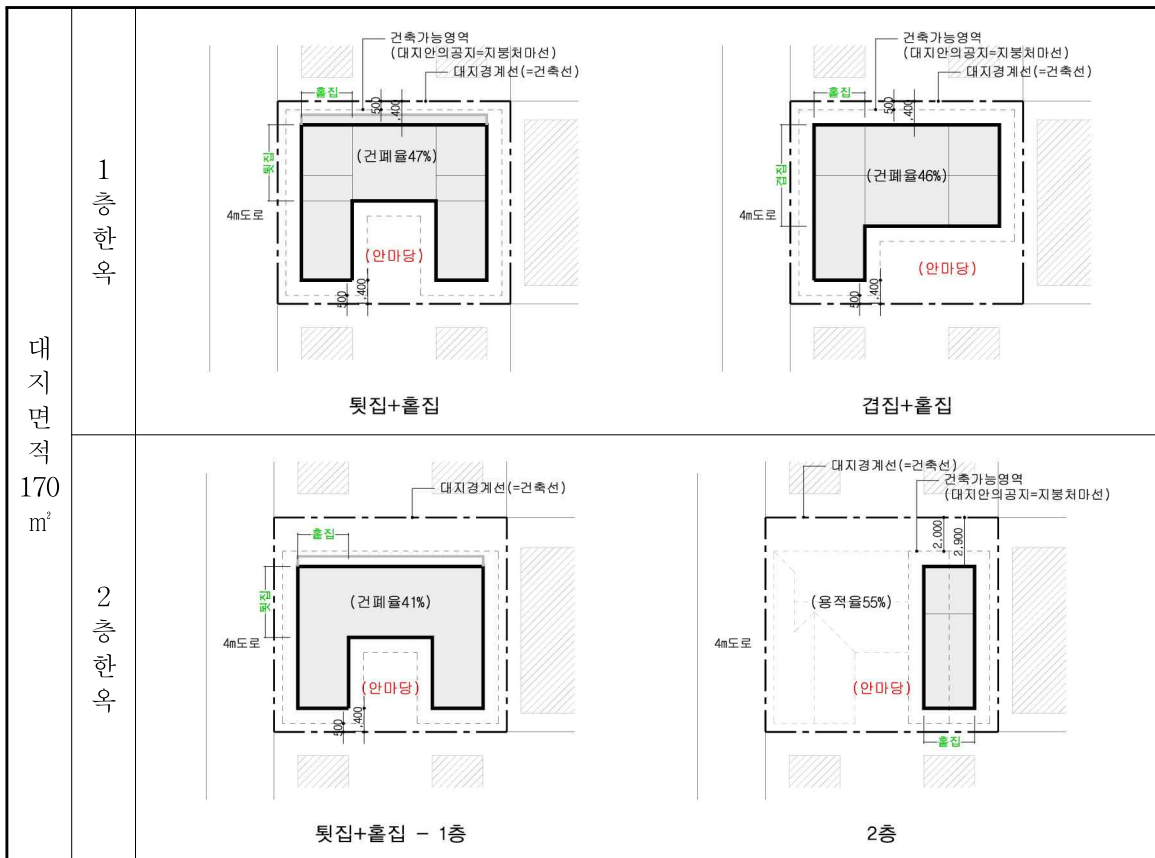 대
지
면
적
170
㎡
1
층
한
옥
건축가능영역
(대지안의공지=지붕처마선)
대지경계선(=건축선)
홑집
500
1,400
툇집
(건폐율47%)
4m도로
(안마당)
500
1,400
툇집+홑집
건축가능영역
(대지안의공지=지붕처마선)
대지경계선(=건축선)
홑집
500
1,400
겹집
(건폐율46%)
4m도로
(안마당)
500
1,400
겹집+홑집
2
층
한
옥
대지경계선(=건축선)
홑집
툇집
(건폐율41%)
4m도로
(안마당)
500
1,400
툇집+홑집 - 1층
대지경계선(=건축선)
건축가능영역
(대지안의공지=지붕처마선)
2,000
2,900
(용적율55%)
4m도로
(안마당)
홑집
2층